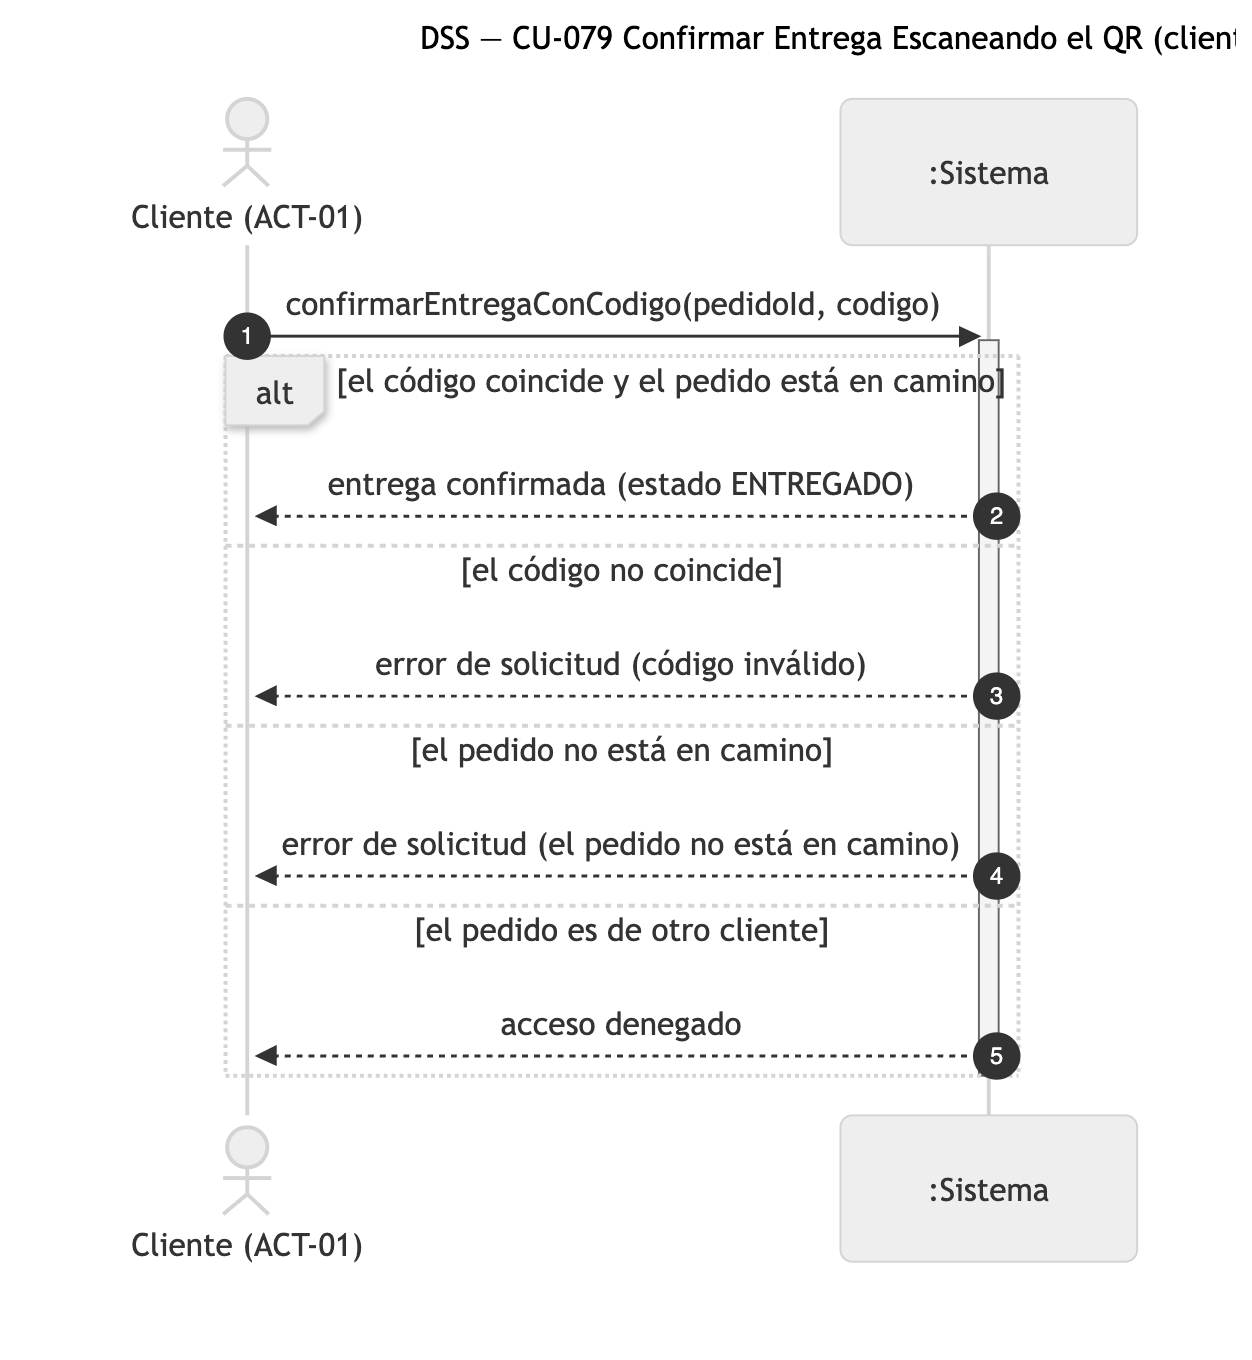 DSS — CU-079 Confirmar Entrega Escaneando el QR (client
Cliente (ACT-01)
:Sistema
confirmarEntregaConCodigo(pedidoId, codigo)
1
alt
[el código coincide y el pedido está en camino]
entrega confirmada (estado ENTREGADO)
2
[el código no coincide]
error de solicitud (código inválido)
3
[el pedido no está en camino]
error de solicitud (el pedido no está en camino)
4
[el pedido es de otro cliente]
acceso denegado
5
Cliente (ACT-01)
:Sistema